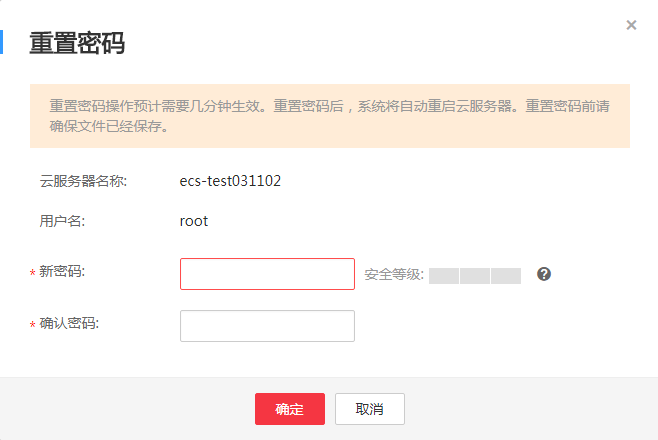 重置密码
重置密码操作预计需要几分钟生效。重置密码后，系统将自动重启云服务器。重置密码前请
确保文件已经保存。
云服务器名称: ecs-test031102
用户名: root
* 新密码: 安全等级: ?
* 确认密码:
确定 取消